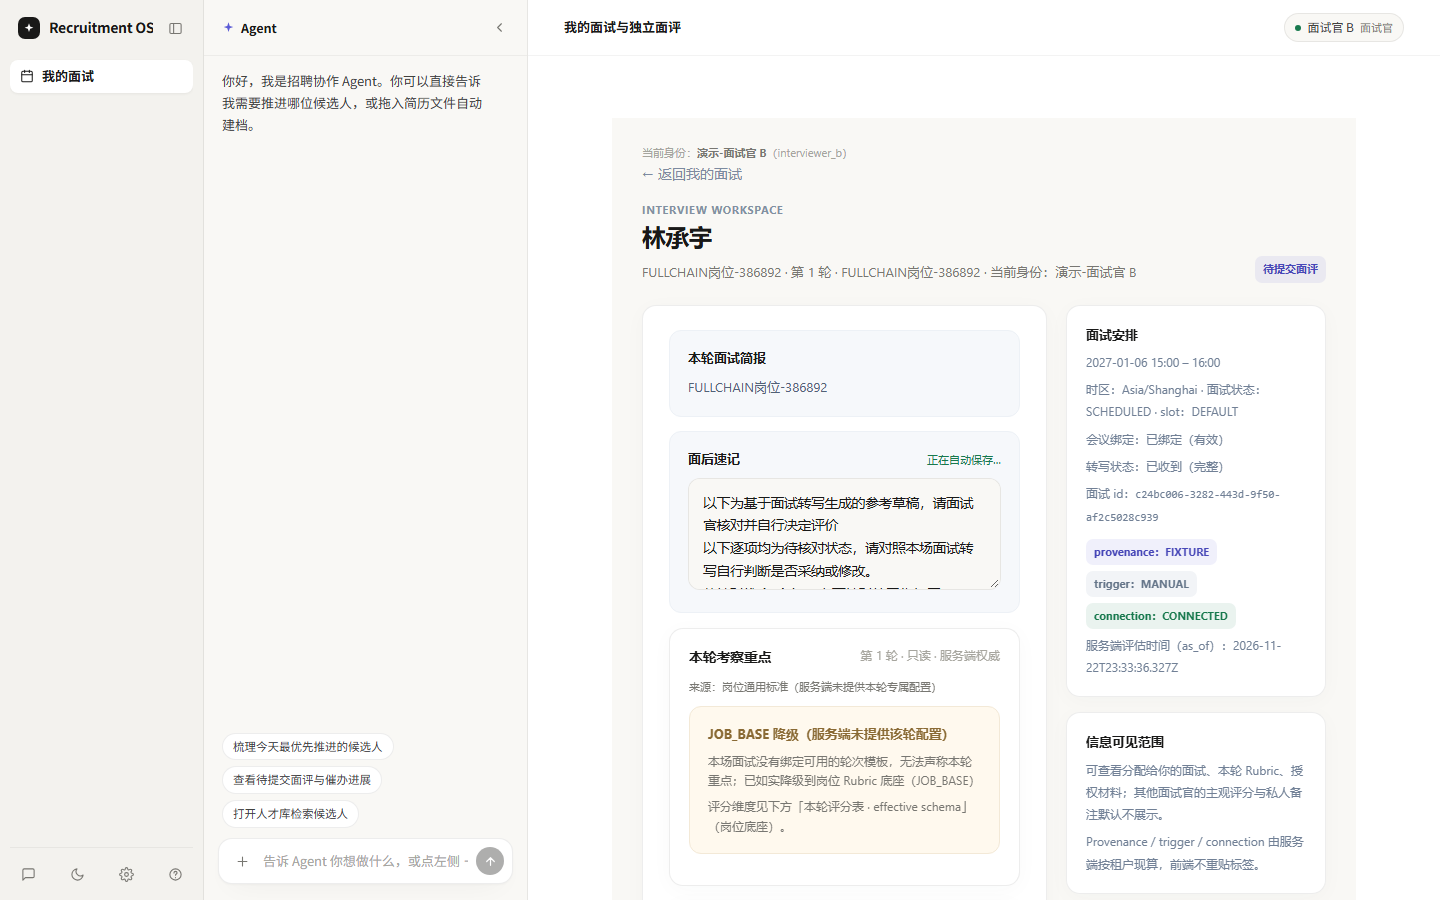 Recruitment OS
我的面试
Agent
你好，我是招聘协作 Agent。你可以直接告诉
我需要推进哪位候选人，或拖入简历文件自动
建档。
梳理今天最优先推进的候选人
查看待提交面评与催办进展
打开人才库检索候选人
告诉 Agent 你想做什么，或点左侧 -
我的面试与独立面评
面试官 B 面试官
当前身份：演示-面试官 B (interviewer_b)
← 返回我的面试
INTERVIEW WORKSPACE
林承宇
FULLCHAIN岗位-386892 · 第 1 轮 · FULLCHAIN岗位-386892 · 当前身份：演示-面试官 B
待提交面评
本轮面试简报
FULLCHAIN岗位-386892
面后速记
正在自动保存...
以下为基于面试转写生成的参考草稿，请面试
官核对并自行决定评价
以下逐项均为待核对状态，请对照本场面试转
写自行判断是否采纳或修改。
本轮考察重点
第 1 轮 · 只读 · 服务端权威
来源：岗位通用标准（服务端未提供本轮专属配置）
JOB_BASE 降级（服务端未提供该轮配置）
本场面试没有绑定可用的轮次模板，无法声称本轮
重点；已如实降级到岗位 Rubric 底座（JOB_BASE）
评分维度见下方「本轮评分表 · effective schema」
（岗位底座）。
面试安排
2027-01-06 15:00 – 16:00
时区：Asia/Shanghai · 面试状态：
SCHEDULED · slot：DEFAULT
会议绑定：已绑定（有效）
转写状态：已收到（完整）
面试 id：c24bc006-3282-443d-9f50-
af2c5028c939
provenance：FIXTURE
trigger：MANUAL
connection：CONNECTED
服务端评估时间（as_of）：2026-11-
22T23:33:36.327Z
信息可见范围
可查看分配给你的面试、本轮 Rubric、授
权材料；其他面试官的主观评分与私人备
注默认不展示。
Provenance / trigger / connection 由服务
端按租户现算，前端不重贴标签。